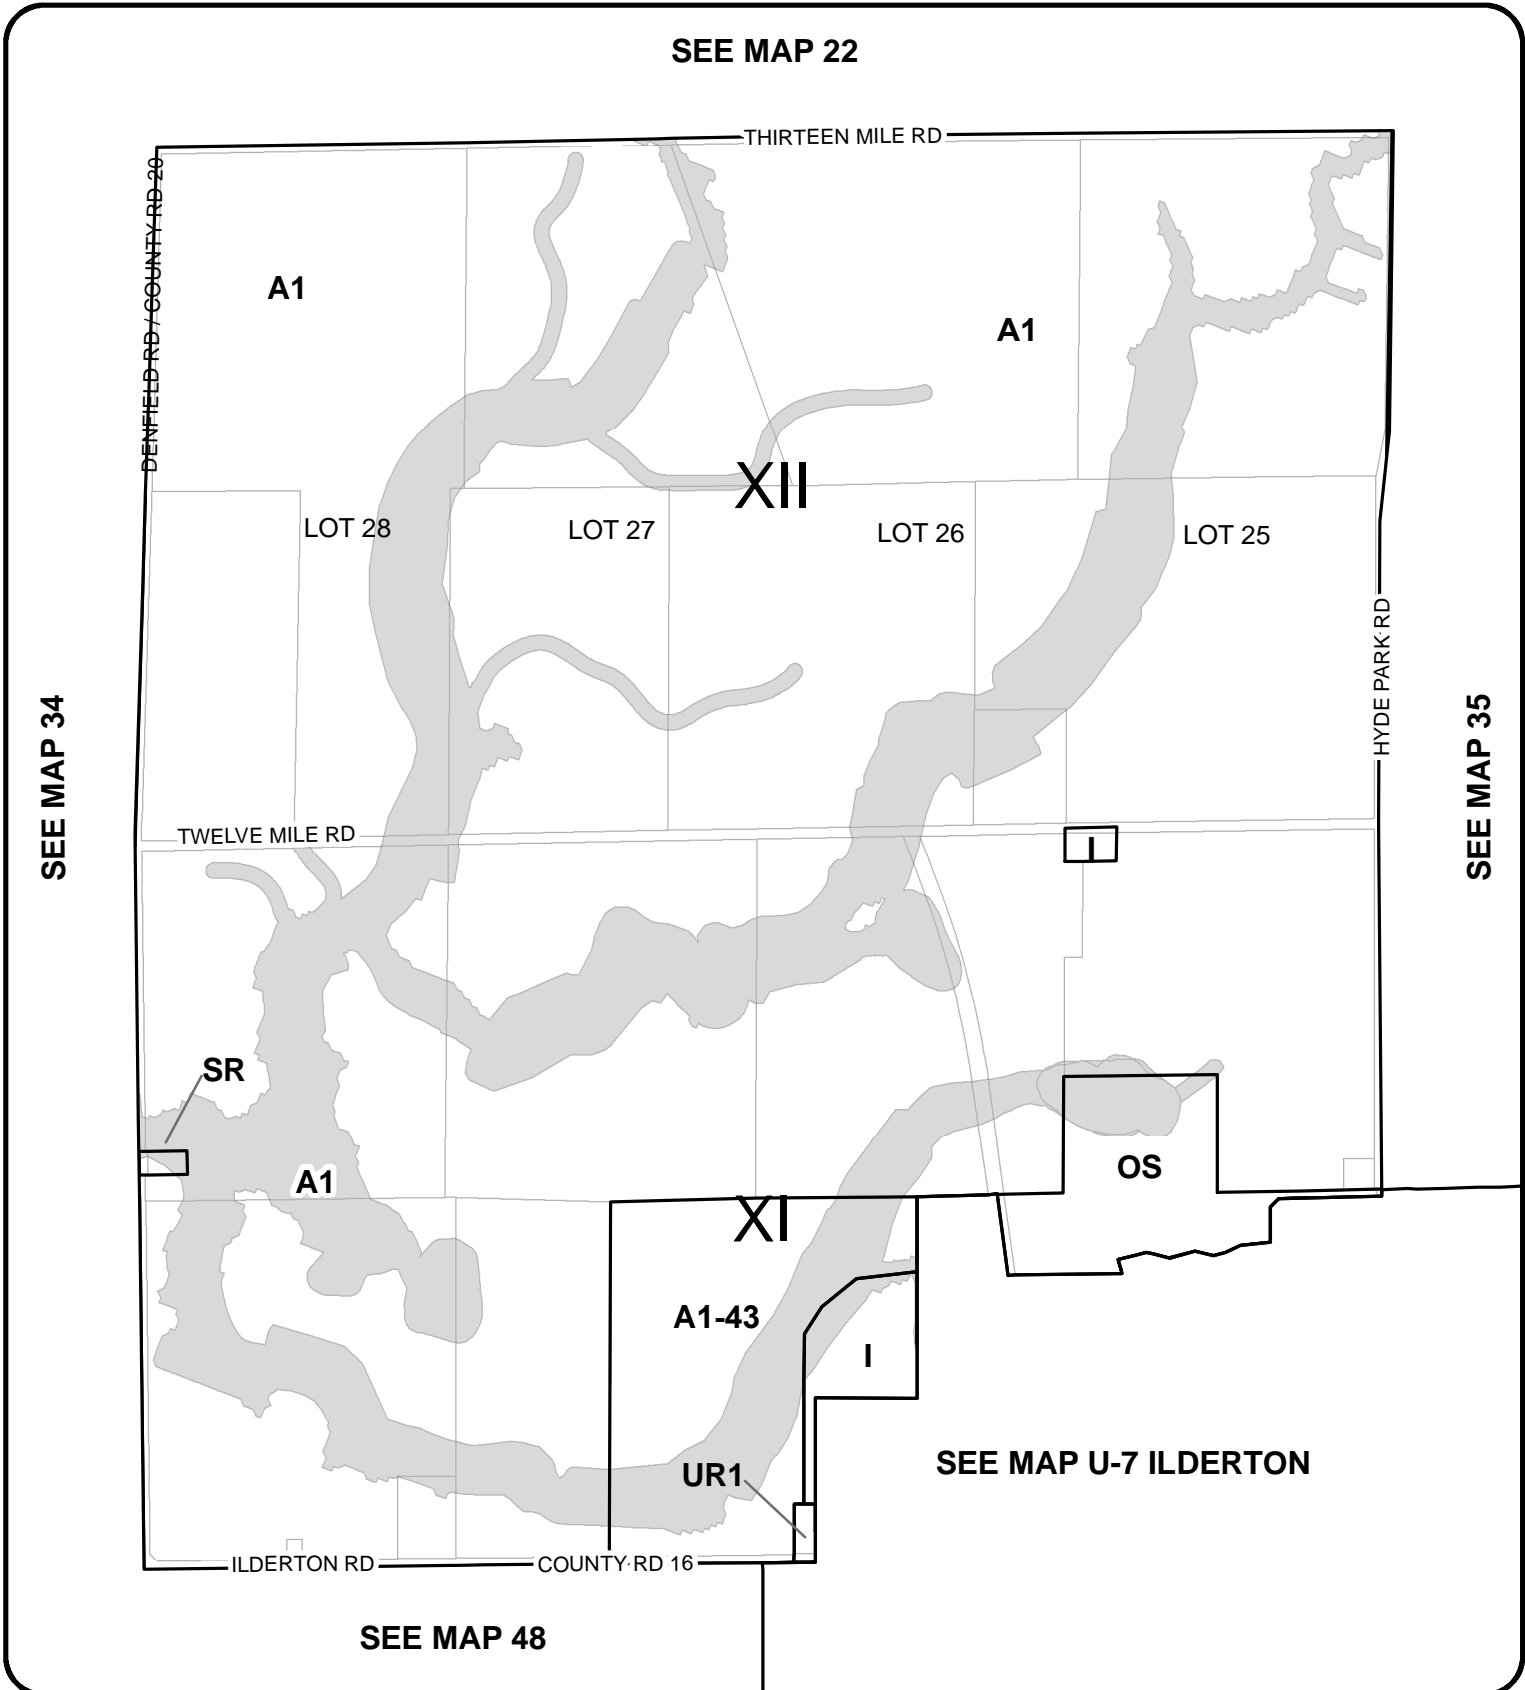 SEE MAP 22
THIRTEEN MILE RD
DENFIELD RD / COUNTY RD 20
A1
A1
XII
LOT 28
LOT 27
LOT 26
LOT 25
HYDE PARK RD
SEE MAP 34
SEE MAP 35
TWELVE MILE RD
I
SR
A1
OS
XI
A1-43
I
SEE MAP U-7 ILDERTON
UR1
ILDERTON RD
COUNTY RD 16
SEE MAP 48